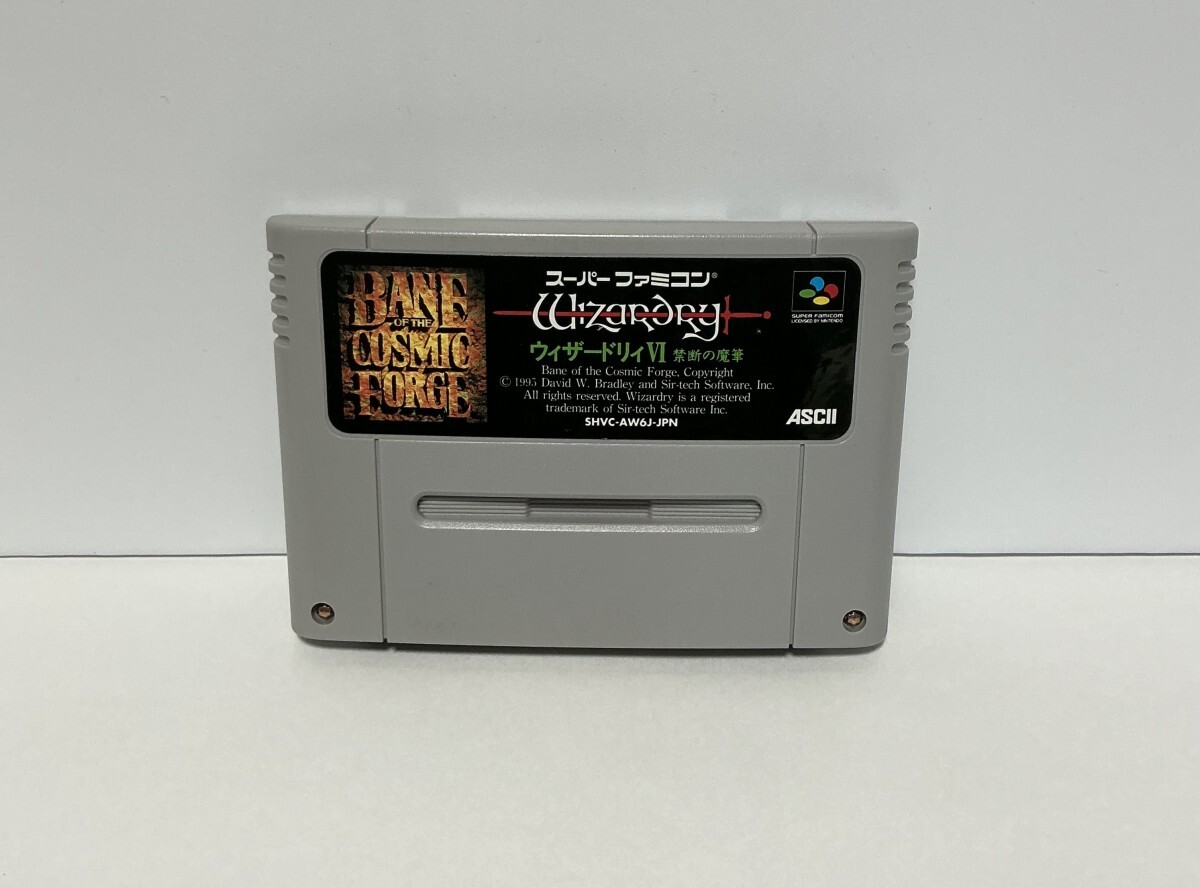 BANE
OF THE
COSMIC
FORGE
スーパーファミコン®
Wizardry
ウィザードリィVI 禁断の魔筆
Bane of the Cosmic Forge, Copyright
© 1995 David W. Bradley and Sir-tech Software, Inc.
All rights reserved. Wizardry is a registered
trademark of Sir-tech Software Inc.
SHVC-AW6J-JPN
SUPER FAMICOM
LICENSED BY NINTENDO
ASCII